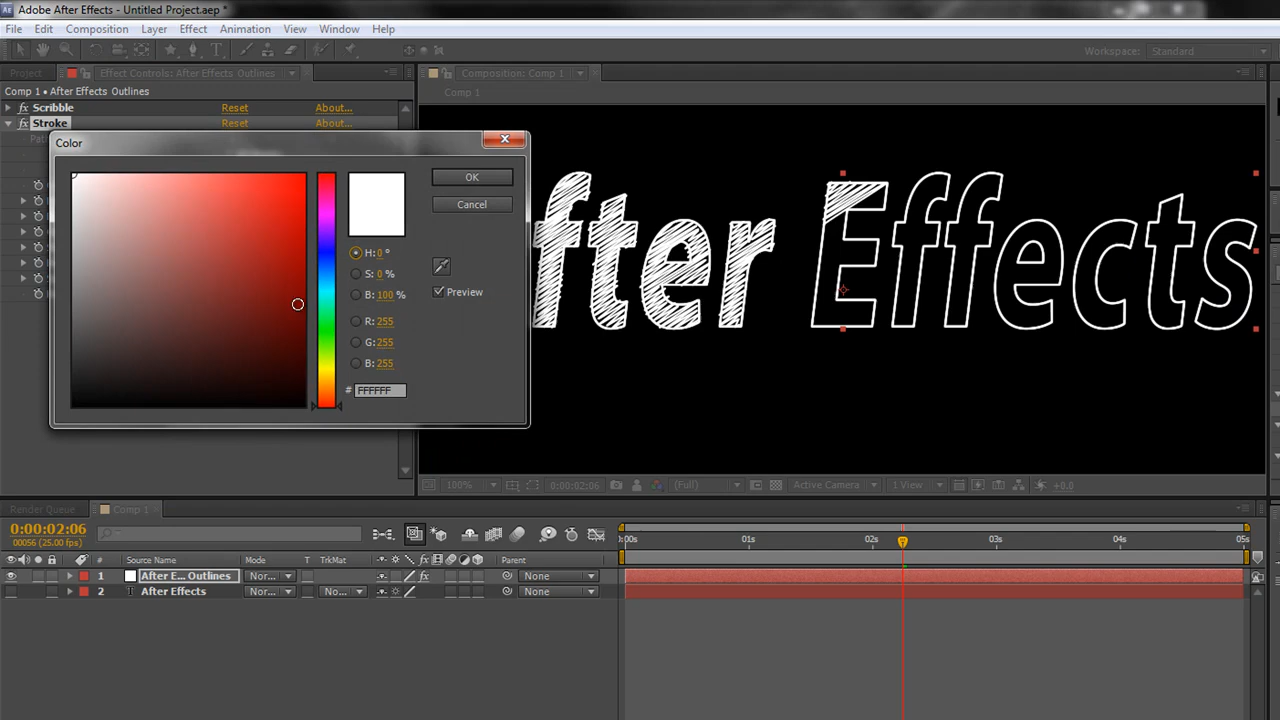 Adobe After Effects - Untitled Project.aep *
File Edit Composition Layer Effect Animation View Window Help
Workspace: Standard
Project Effect Controls: After Effects Outlines Composition: Comp 1
Comp 1 • After Effects Outlines
Comp 1
fx Scribble Reset About...
fx Stroke Reset About...
Color
OK
Cancel
H: 0 °
S: 0 %
B: 100 %
Preview
R: 255
G: 255
B: 255
# FFFFFF
fter Effects
100% 0:00:02:06 (Full) Active Camera 1 View +0.0
Render Queue Comp 1
0:00:02:06
00056 (25.00 fps)
:00s 01s 02s 03s 04s 05s
# Source Name Mode T TrkMat fx Parent
1 After E... Outlines Nor... fx None
2 T After Effects Nor... No... None